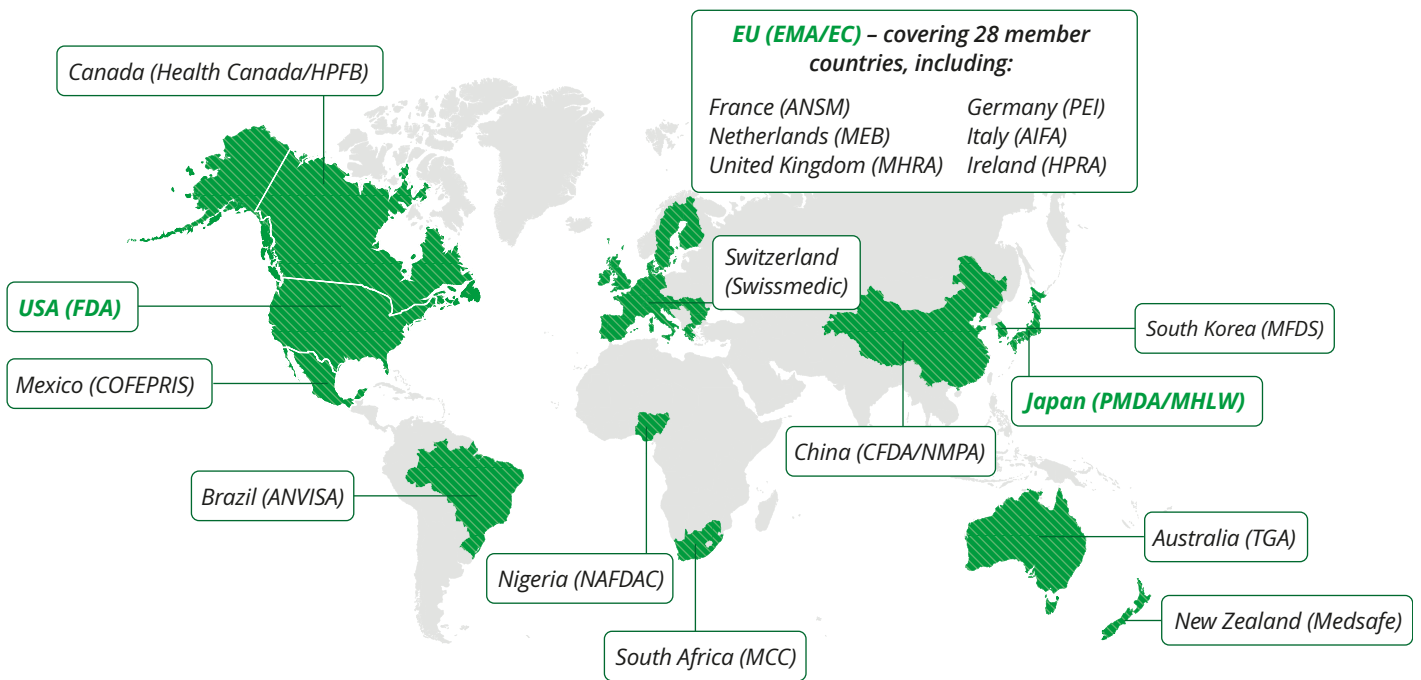 EU (EMA/EC) – covering 28 member
countries, including:
France (ANSM)
Germany (PEI)
Netherlands (MEB)
Italy (AIFA)
United Kingdom (MHRA)
Ireland (HPRA)
Canada (Health Canada/HPFB)
Switzerland
(Swissmedic)
USA (FDA)
South Korea (MFDS)
Mexico (COFEPRIS)
Japan (PMDA/MHLW)
China (CFDA/NMPA)
Brazil (ANVISA)
Australia (TGA)
Nigeria (NAFDAC)
New Zealand (Medsafe)
South Africa (MCC)